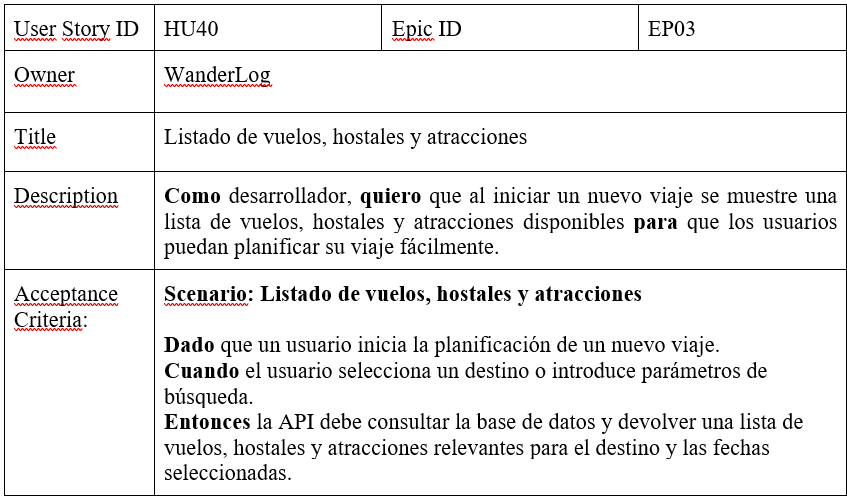 User Story ID HU40 Epic ID EP03
Owner WanderLog
Title Listado de vuelos, hostales y atracciones
Description Como desarrollador, quiero que al iniciar un nuevo viaje se muestre una
lista de vuelos, hostales y atracciones disponibles para que los usuarios
puedan planificar su viaje fácilmente.
Acceptance
Criteria:
Scenario: Listado de vuelos, hostales y atracciones
Dado que un usuario inicia la planificación de un nuevo viaje.
Cuando el usuario selecciona un destino o introduce parámetros de
búsqueda.
Entonces la API debe consultar la base de datos y devolver una lista de
vuelos, hostales y atracciones relevantes para el destino y las fechas
seleccionadas.